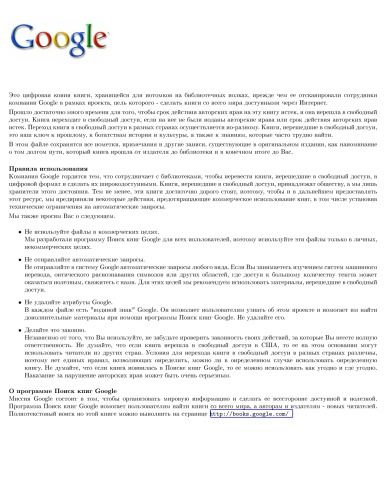 Google
Это цифровая копия книги, хранящейся для потомков на библиотечных полках, прежде чем ее отсканировали сотрудники
компании Google в рамках проекта, цель которого - сделать книги со всего мира доступными через Интернет.
Прошло достаточно много времени для того, чтобы срок действия авторских прав на эту книгу истек, и она перешла в свободный
доступ. Книга переходит в свободный доступ, если на нее не были поданы авторские права или срок действия авторских прав
истек. Переход книги в свободный доступ в разных странах осуществляется по-разному. Книги, перешедшие в свободный доступ,
это наш ключ к прошлому, к богатствам истории и культуры, а также к знаниям, которые часто трудно найти.
В этом файле сохранятся все пометки, примечания и другие записи, существующие в оригинальном издании, как наминание
о том долгом пути, который книга прошла от издателя до библиотеки и в конечном итоге до Вас.
Правила использования
Компания Google гордится тем, что сотрудничает с библиотеками, чтобы перевести книги, перешедшие в свободный доступ, в
цифровой формат и сделать их широкодоступными. Книги, перешедшие в свободный доступ, принадлежат обществу, а мы лишь
хранители этого достояния. Тем не менее, эти книги достаточно дорого стоят, поэтому, чтобы и в дальнейшем предоставлять
этот ресурс, мы предприняли некоторые действия, предотвращающие коммерческое использование книг, в том числе установив
технические ограничения на автоматические запросы.
Мы также просим Вас о следующем.
• Не используйте файлы в коммерческих целях.
Мы разработали программу Поиск книг Google для всех пользователей, поэтому используйте эти файлы только в личных,
некоммерческих целях.
• Не отправляйте автоматические запросы.
Не отправляйте в систему Google автоматические запросы любого вида. Если Вы занимаетесь изучением систем машинного
перевода, оптического распознавания символов или других областей, где доступ к большому количеству текста может
оказаться полезным, свяжитесь с нами. Для этих целей мы рекомендуем использовать материалы, перешедшие в свободный
доступ.
• Не удаляйте атрибуты Google.
В каждом файле есть "водяной знак" Google. Он позволяет пользователям узнать об этом проекте и помогает им найти
дополнительные материалы при помощи программы Поиск книг Google. Не удаляйте его.
• Делайте это законно.
Независимо от того, что Вы используйте, не забудьте проверить законность своих действий, за которые Вы несете полную
ответственность. Не думайте, что если книга перешла в свободный доступ в США, то ее на этом основании могут
использовать читатели из других стран. Условия для перехода книги в свободный доступ в разных странах различны,
поэтому нет единых правил, позволяющих определить, можно ли в определенном случае использовать определенную
книгу. Не думайте, что если книга появилась в Поиске книг Google, то ее можно использовать как угодно и где угодно.
Наказание за нарушение авторских прав может быть очень серьезным.
О программе Поиск кпиг Google
Миссия Google состоит в том, чтобы организовать мировую информацию и сделать ее всесторонне доступной и полезной.
Программа Поиск книг Google помогает пользователям найти книги со всего мира, а авторам и издателям - новых читателей.
Полнотекстовый поиск по этой книге можно выполнить на странице http://books.google.com/